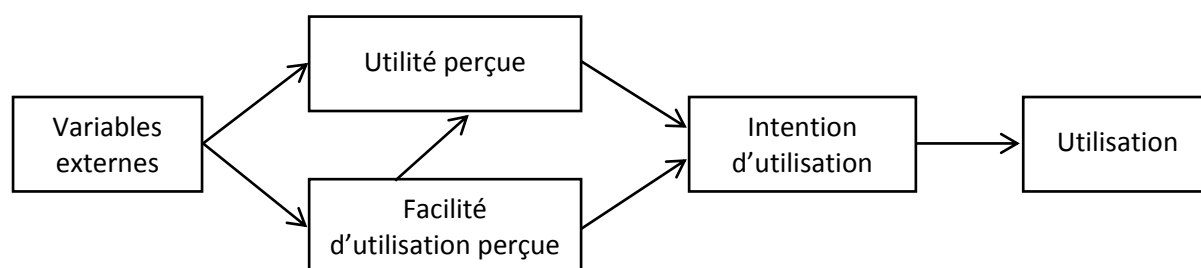 Utilité perçue
Variables
externes
Intention
d’utilisation
Utilisation
Facilité
d’utilisation perçue